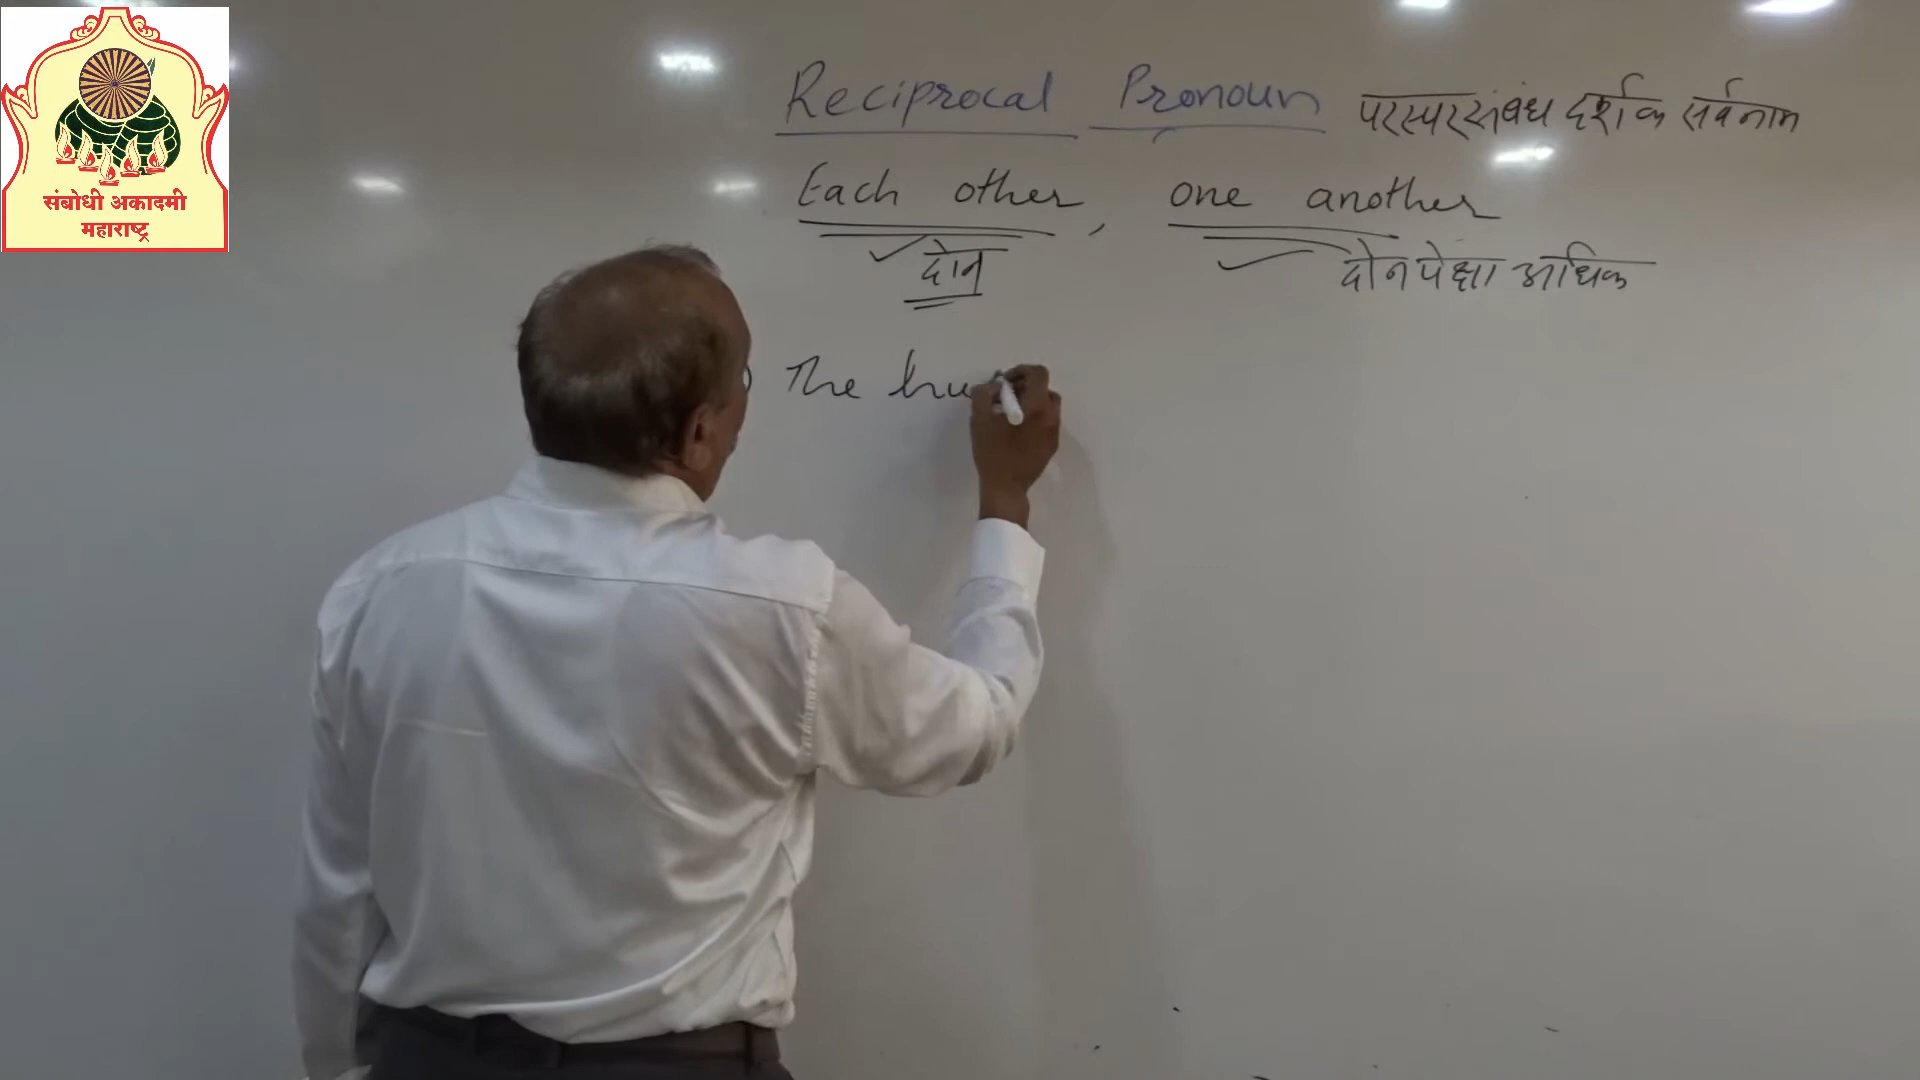 संबोधी अकादमी
महाराष्ट्र
Reciprocal Pronoun परस्परसंबंध दर्शक सर्वनाम
Each other, one another
दोन दोनपेक्षा अधिक
The